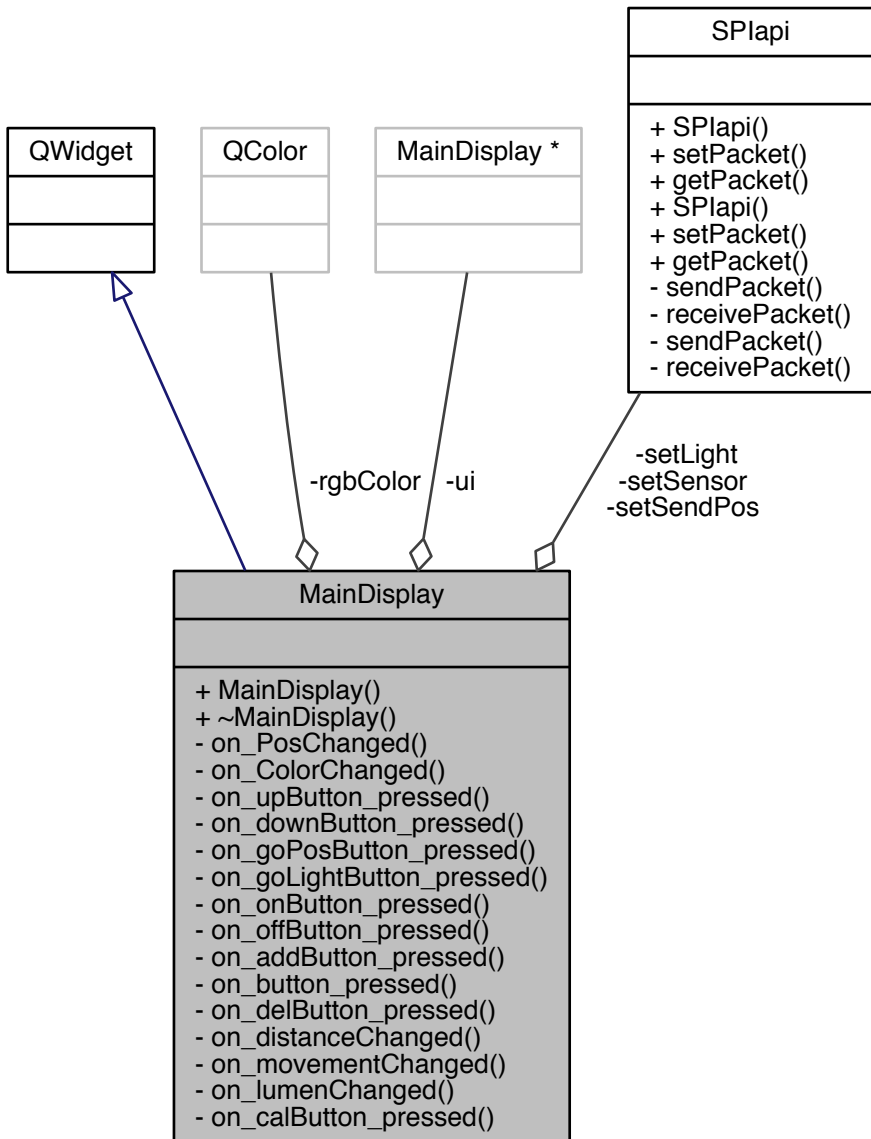 SPIapi
+ SPIapi()
+ setPacket()
+ getPacket()
+ SPIapi()
+ setPacket()
+ getPacket()
- sendPacket()
- receivePacket()
- sendPacket()
- receivePacket()
QWidget
QColor
MainDisplay *
-rgbColor
-ui
-setLight
-setSensor
-setSendPos
MainDisplay
+ MainDisplay()
+ ~MainDisplay()
- on_PosChanged()
- on_ColorChanged()
- on_upButton_pressed()
- on_downButton_pressed()
- on_goPosButton_pressed()
- on_goLightButton_pressed()
- on_onButton_pressed()
- on_offButton_pressed()
- on_addButton_pressed()
- on_button_pressed()
- on_delButton_pressed()
- on_distanceChanged()
- on_movementChanged()
- on_lumenChanged()
- on_calButton_pressed()